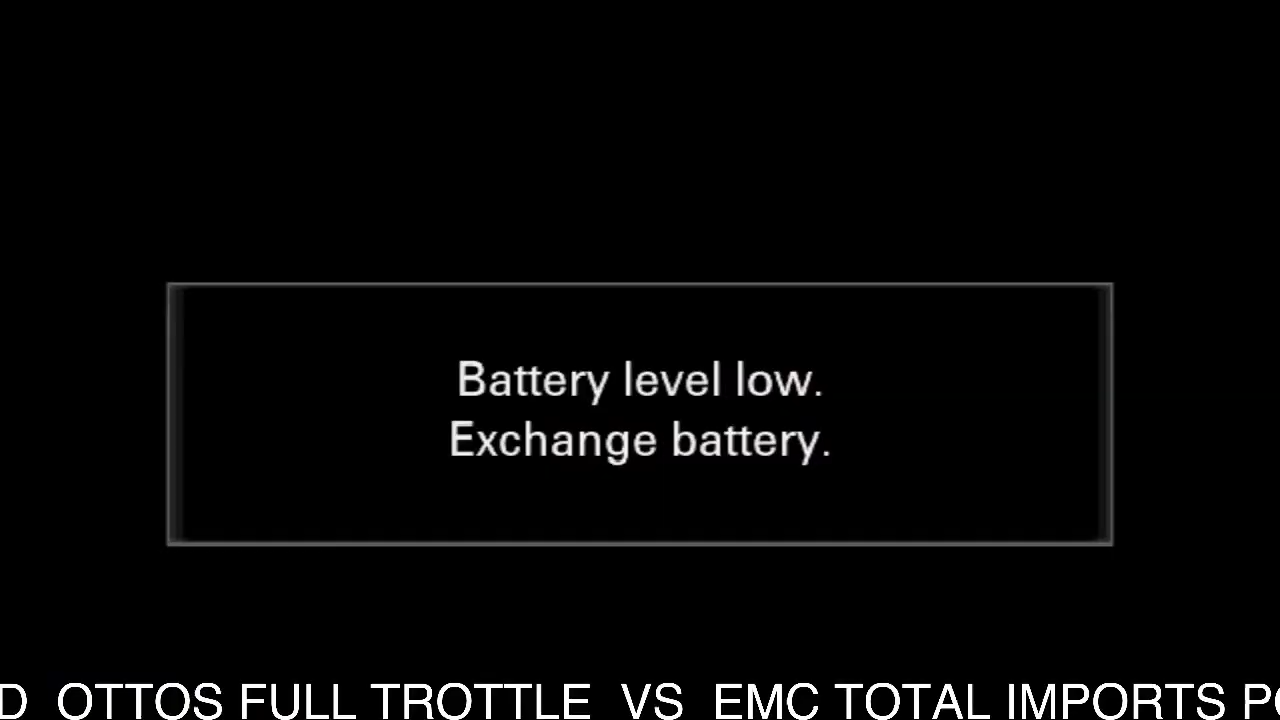 Battery level low.
Exchange battery.
OTTOS FULL TROTTLE VS EMC TOTAL IMPORTS